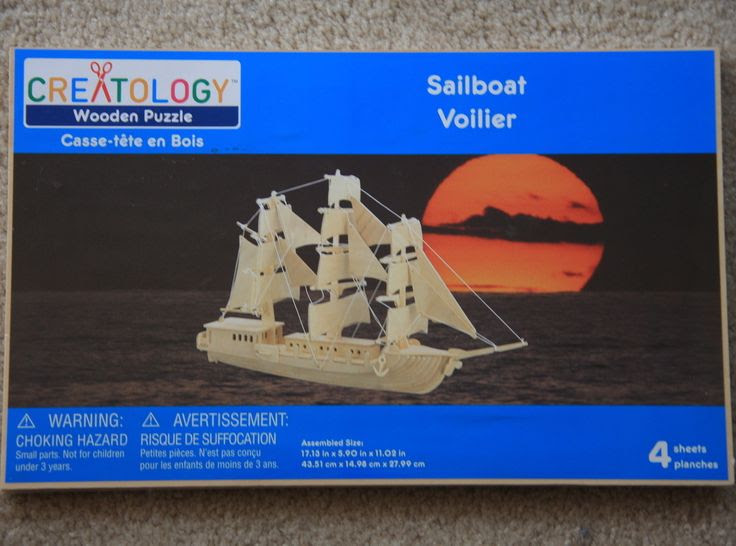 CREATOLOGY™
Wooden Puzzle
Casse-tête en Bois
Sailboat
Voilier
⚠ WARNING:
CHOKING HAZARD
Small parts. Not for children
under 3 years.
⚠ AVERTISSEMENT:
RISQUE DE SUFFOCATION
Petites pièces. N'est pas conçu
pour les enfants de moins de 3 ans.
Assembled Size:
17.13 in x 5.90 in x 11.02 in
43.51 cm x 14.98 cm x 27.99 cm
4 sheets
planches